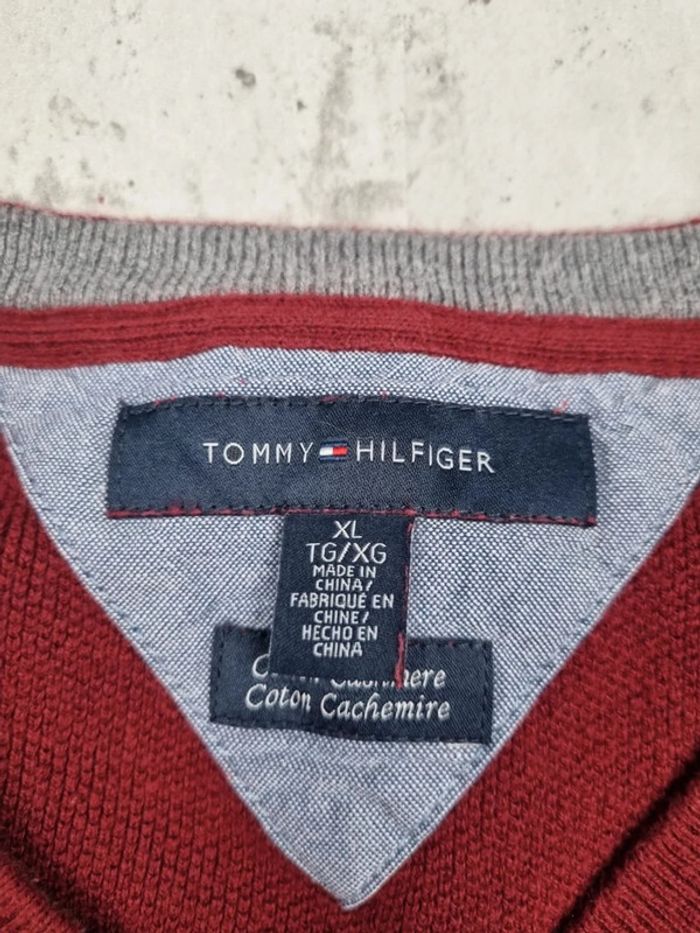 TOMMY HILFIGER
XL
TG/XG
MADE IN
CHINA/
FABRIQUÉ EN
CHINE/
HECHO EN
CHINA
Coton Cachemire